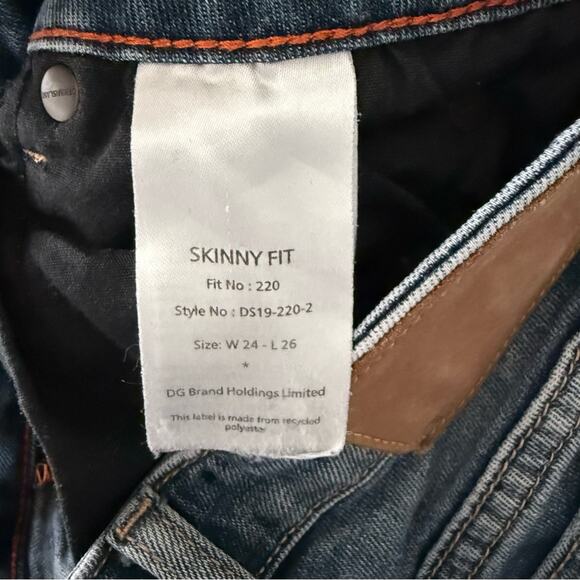 SKINNY FIT
Fit No : 220
Style No : DS19-220-2
Size: W 24 - L 26
*
DG Brand Holdings Limited
This label is made from recycled
polyester